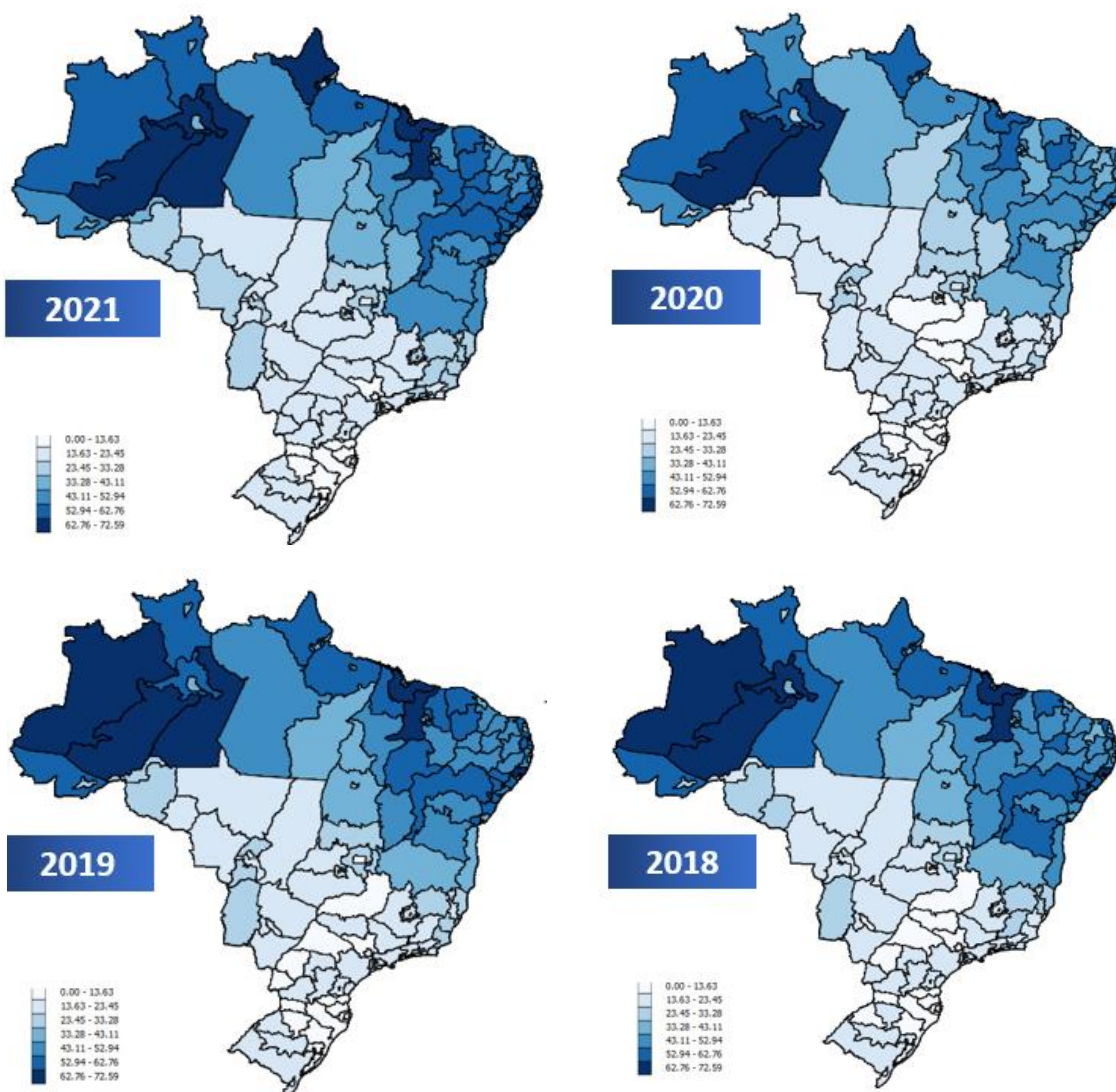 2021
0.00 - 13.63
13.63 - 23.45
23.45 - 33.28
33.28 - 43.11
43.11 - 52.94
52.94 - 62.76
62.76 - 72.59
2020
0.00 - 13.63
13.63 - 23.45
23.45 - 33.28
33.28 - 43.11
43.11 - 52.94
52.94 - 62.76
62.76 - 72.59
2019
0.00 - 13.63
13.63 - 23.45
23.45 - 33.28
33.28 - 43.11
43.11 - 52.94
52.94 - 62.76
62.76 - 72.59
2018
0.00 - 13.63
13.63 - 23.45
23.45 - 33.28
33.28 - 43.11
43.11 - 52.94
52.94 - 62.76
62.76 - 72.59